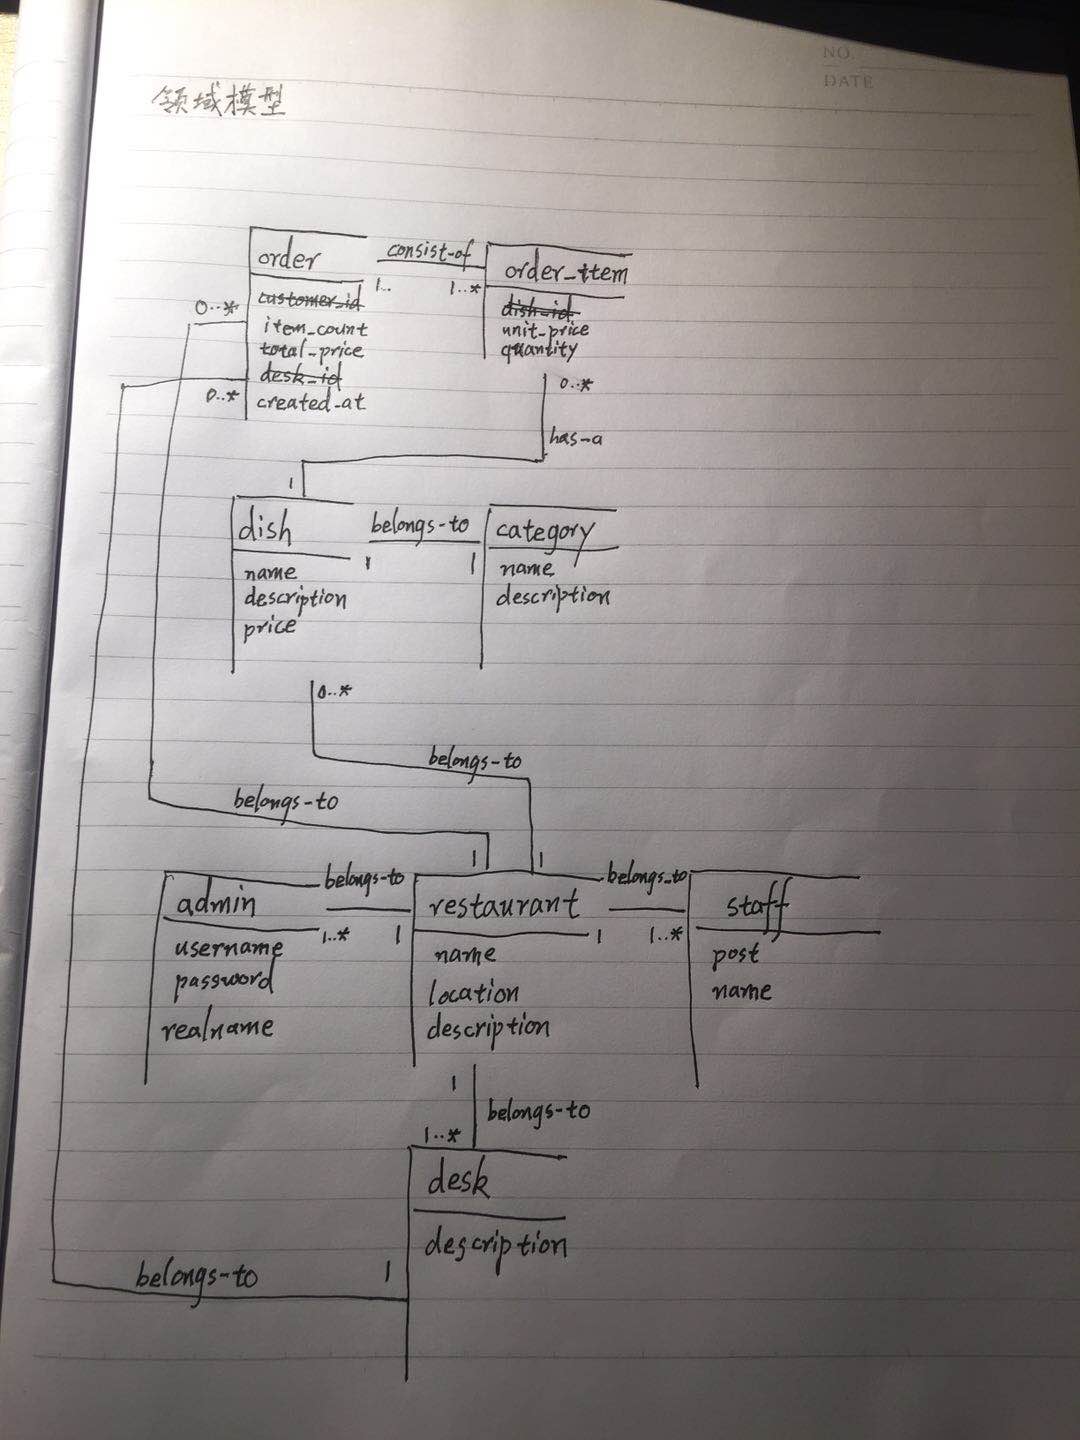 NO.
DATE
领域模型
order
consist-of
order_item
1..
1..*
customer_id
item_count
total_price
desk_id
created_at
0..*
0..*
dish_id
unit_price
quantity
0..*
has-a
1
dish
belongs-to
category
1
1
name
description
price
name
description
0..*
belongs-to
belongs-to
1
1
admin
belongs-to
restaurant
belongs-to
staff
1..*
1
1
1..*
username
password
realname
name
location
description
post
name
1
belongs-to
1..*
desk
description
belongs-to
1